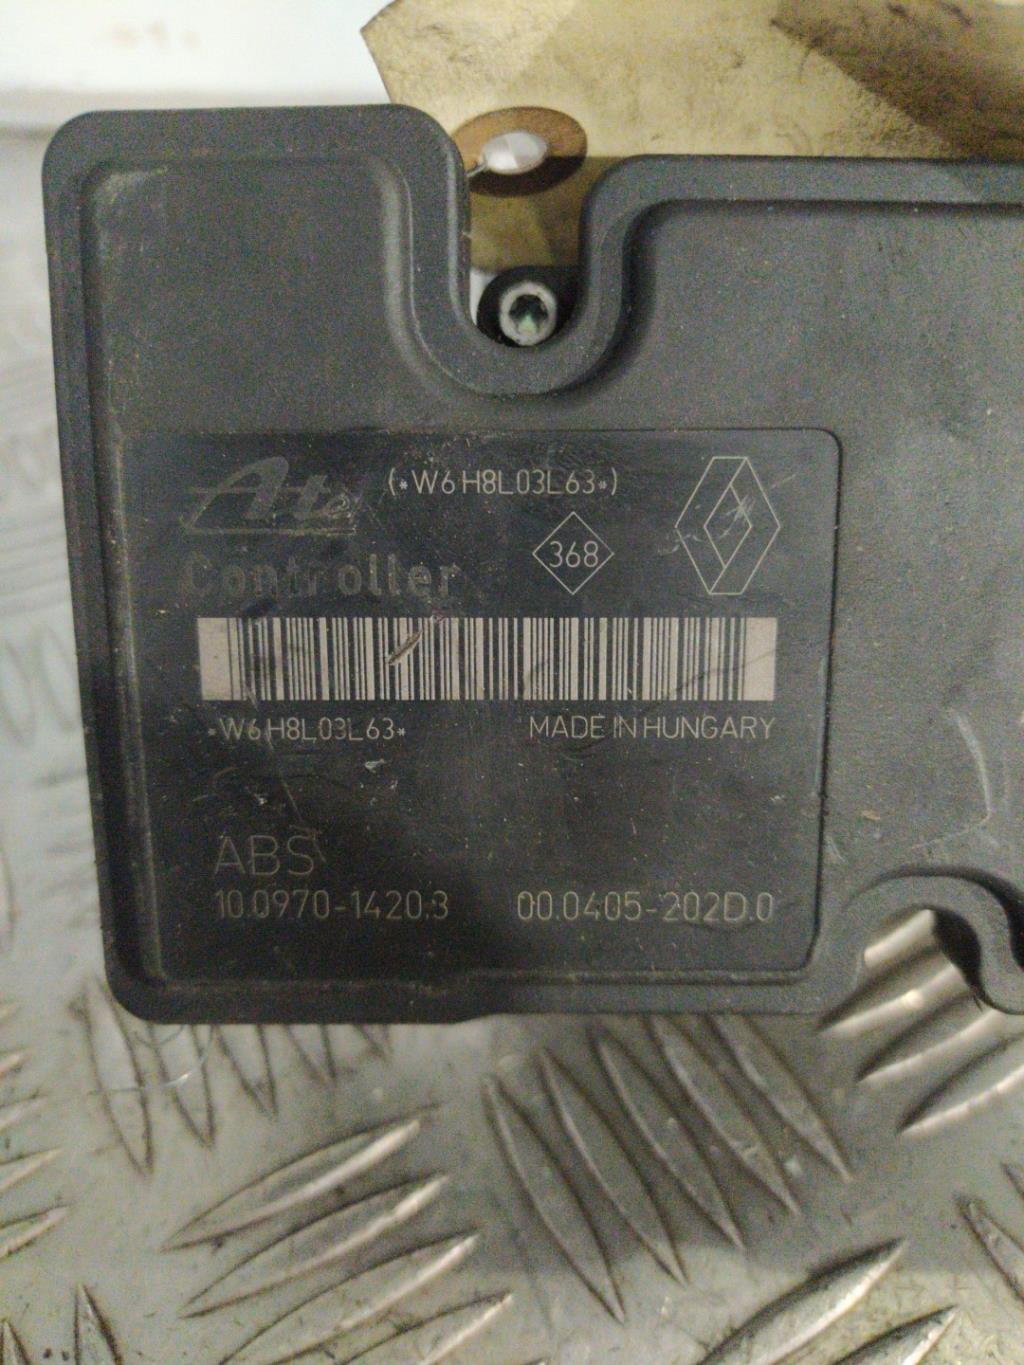 Ate (*W6H8L03L63*)
368
Controller
*W6H8L03L63* MADE IN HUNGARY
ABS
10.0970-1420.3 00.0405-202D.0